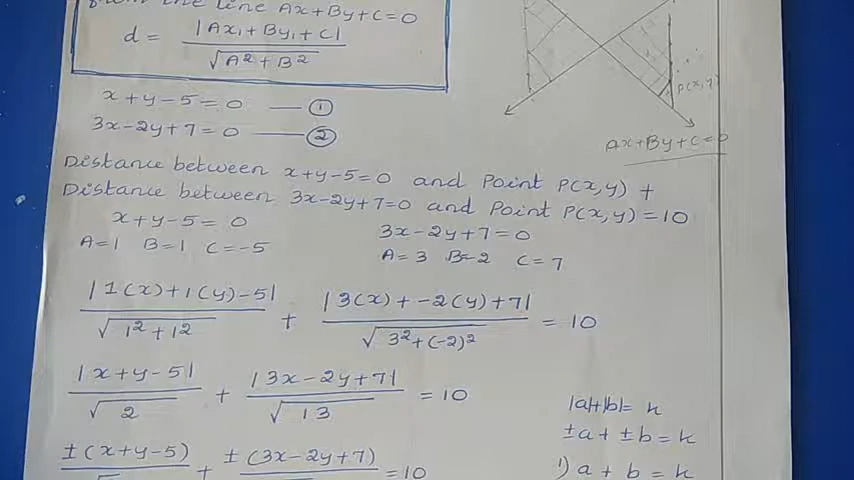 from the line Ax+By+C=0
d = |Ax₁+By₁+C| / √A²+B²
x+y-5=0 —— ①
3x-2y+7=0 —— ②
P(x,y)
Ax+By+C=0
Distance between x+y-5=0 and Point P(x,y) +
Distance between 3x-2y+7=0 and Point P(x,y)=10
x+y-5=0
A=1 B=1 C=-5
3x-2y+7=0
A=3 B=-2 C=7
|1(x)+1(y)-5| / √1²+1² + |3(x)+-2(y)+7| / √3²+(-2)² = 10
|x+y-5| / √2 + |3x-2y+7| / √13 = 10
|a|+|b|= k
±a + ±b = k
1) a + b = k
±(x+y-5) + ±(3x-2y+7) =10